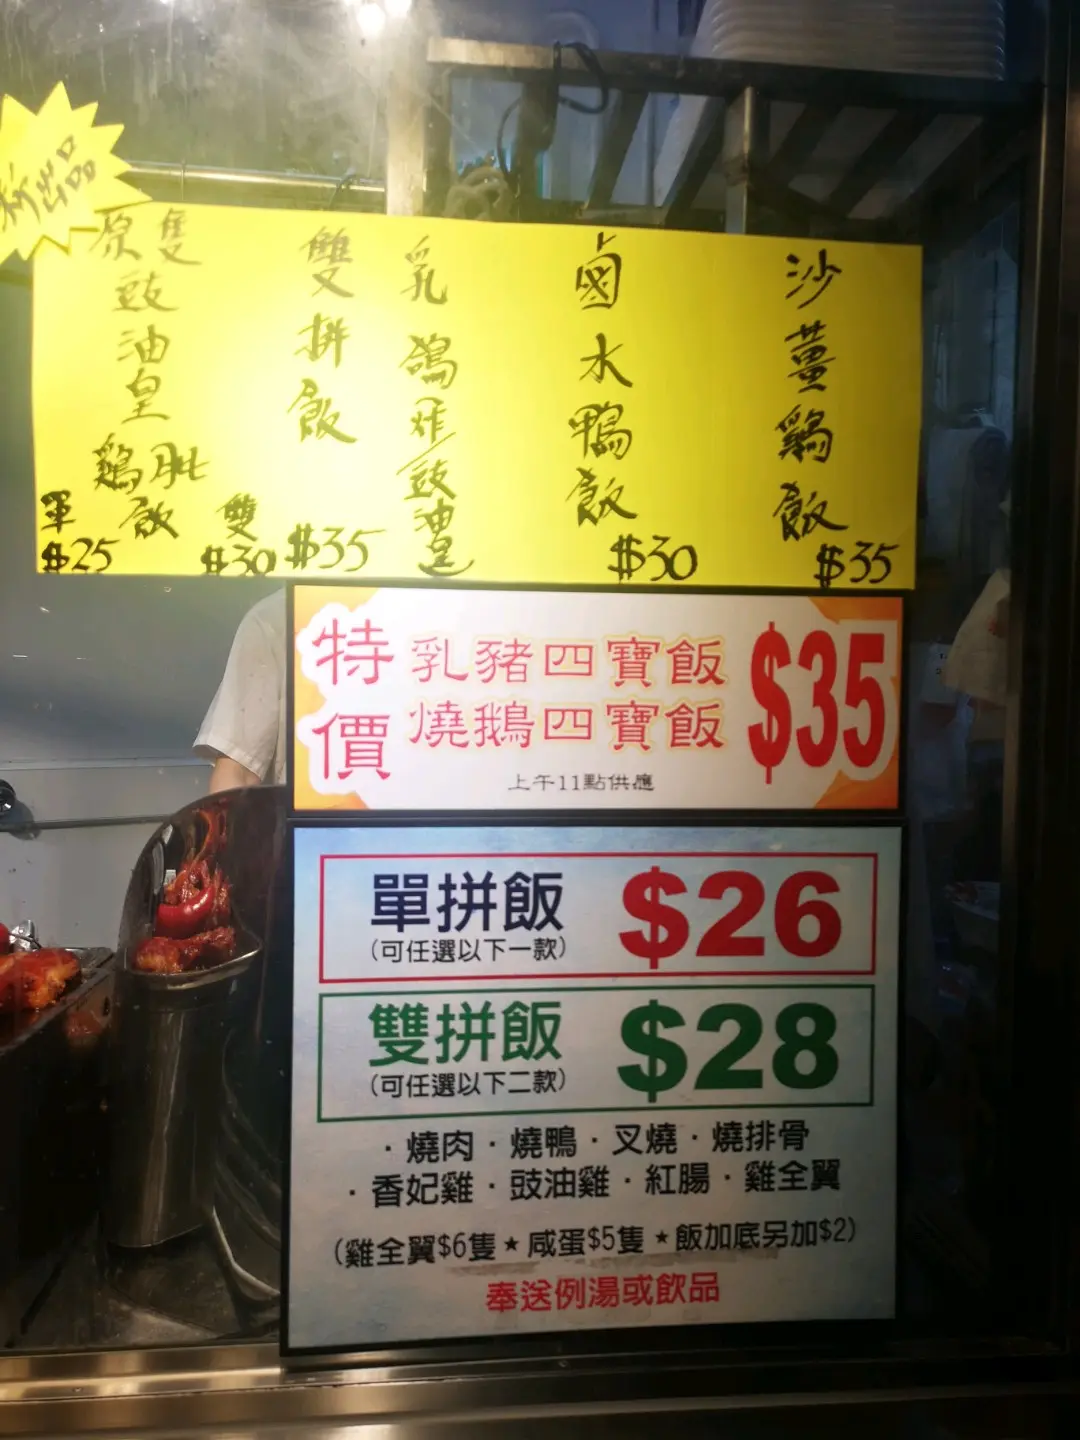 新出品
沙薑鷄飯
$35
鹵水鴨飯
$30
乳鴿炸豉油皇
雙拼飯
$35
原隻
豉油皇
鷄肶
飯
單
$25
雙
$30
特價
乳豬四寶飯
燒鵝四寶飯
$35
上午11點供應
單拼飯 $26
(可任選以下一款)
雙拼飯 $28
(可任選以下二款)
·燒肉·燒鴨·叉燒·燒排骨
·香妃雞·豉油雞·紅腸·雞全翼
(雞全翼$6隻★咸蛋$5隻★飯加底另加$2)
奉送例湯或飲品